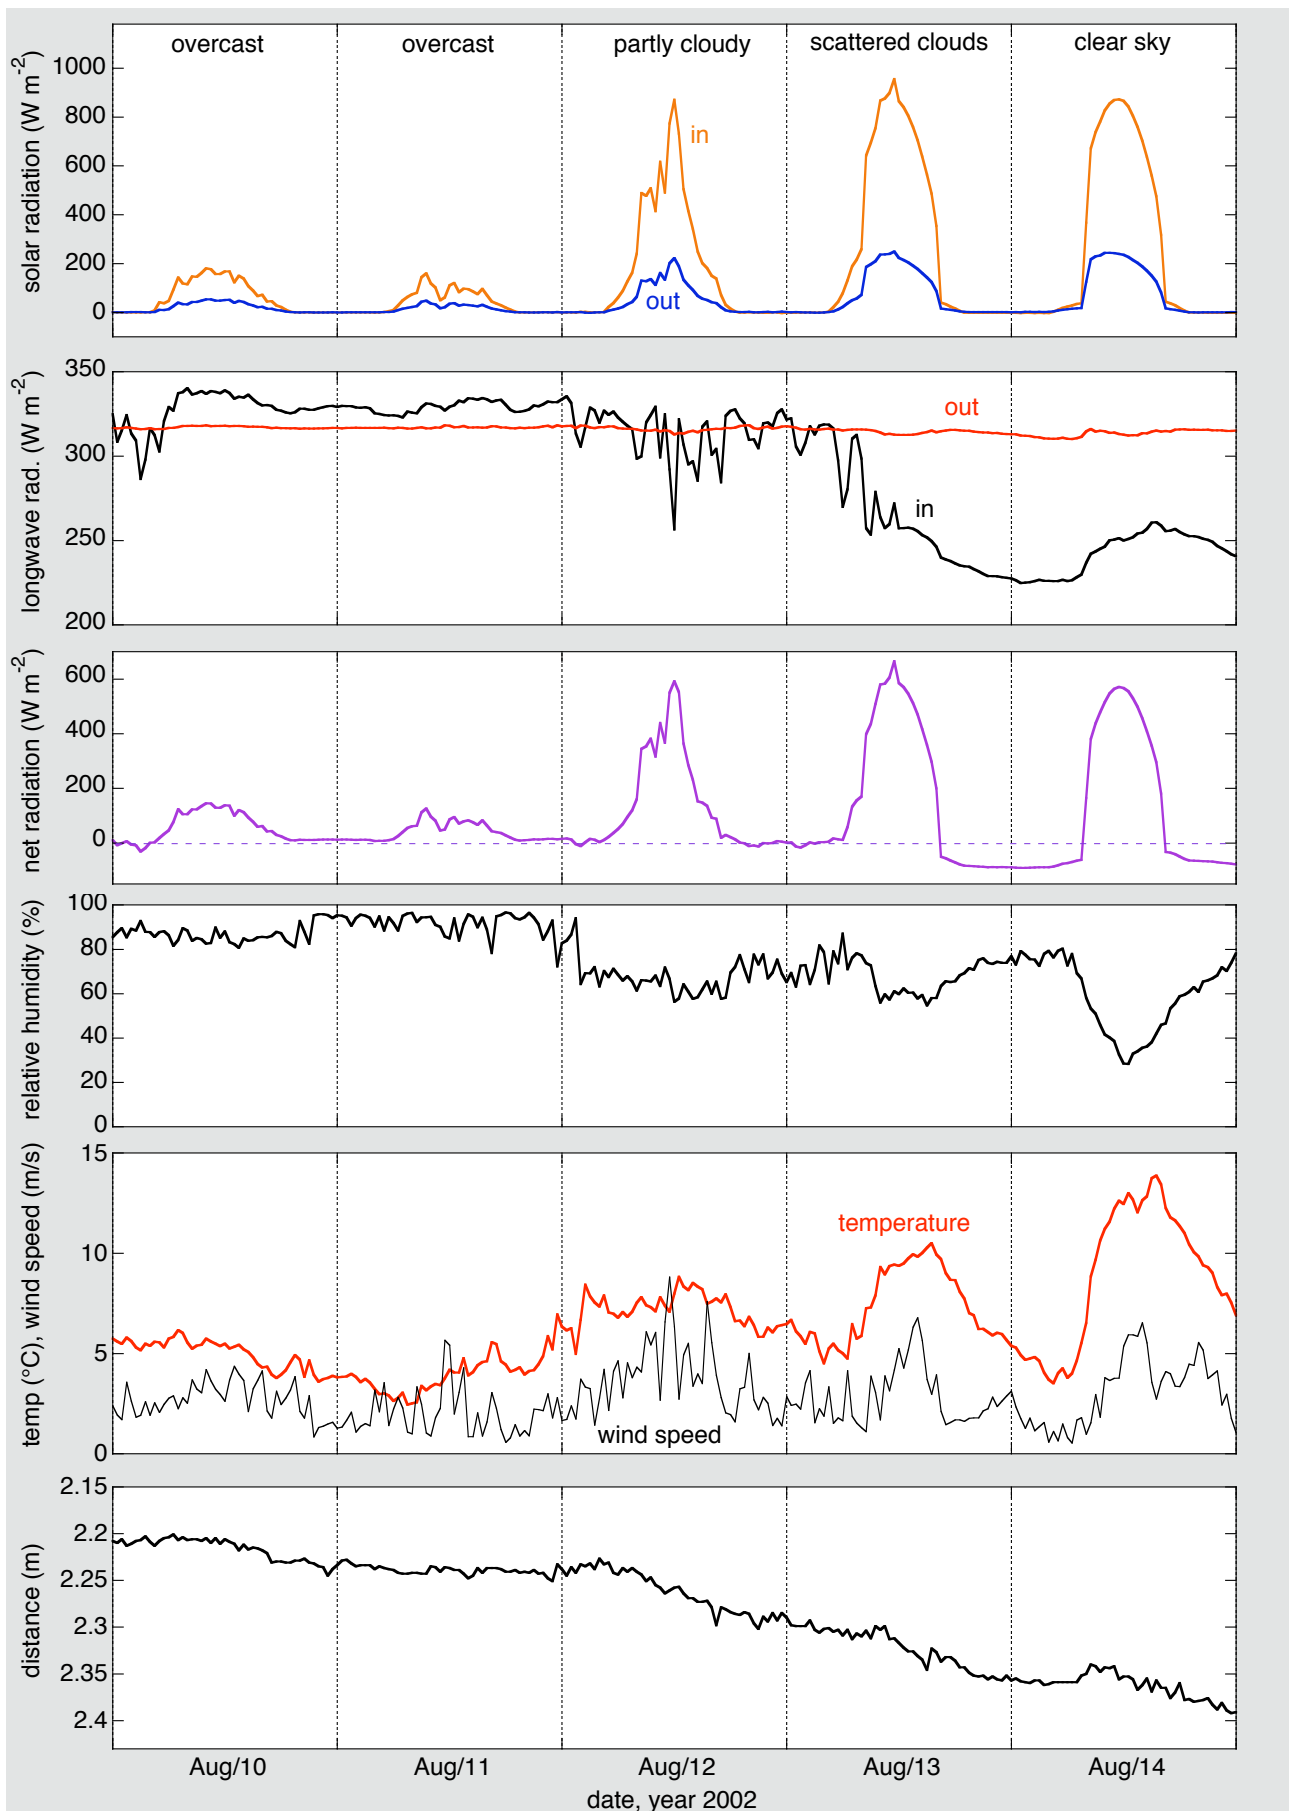 overcast
overcast
partly cloudy
scattered clouds
clear sky
solar radiation (W m-2)
1000
800
600
400
200
0
in
out
longwave rad. (W m-2)
350
300
250
200
out
in
net radiation (W m-2)
600
400
200
0
relative humidity (%)
100
80
60
40
20
0
temp (°C), wind speed (m/s)
15
10
5
0
temperature
wind speed
distance (m)
2.15
2.2
2.25
2.3
2.35
2.4
Aug/10
Aug/11
Aug/12
Aug/13
Aug/14
date, year 2002